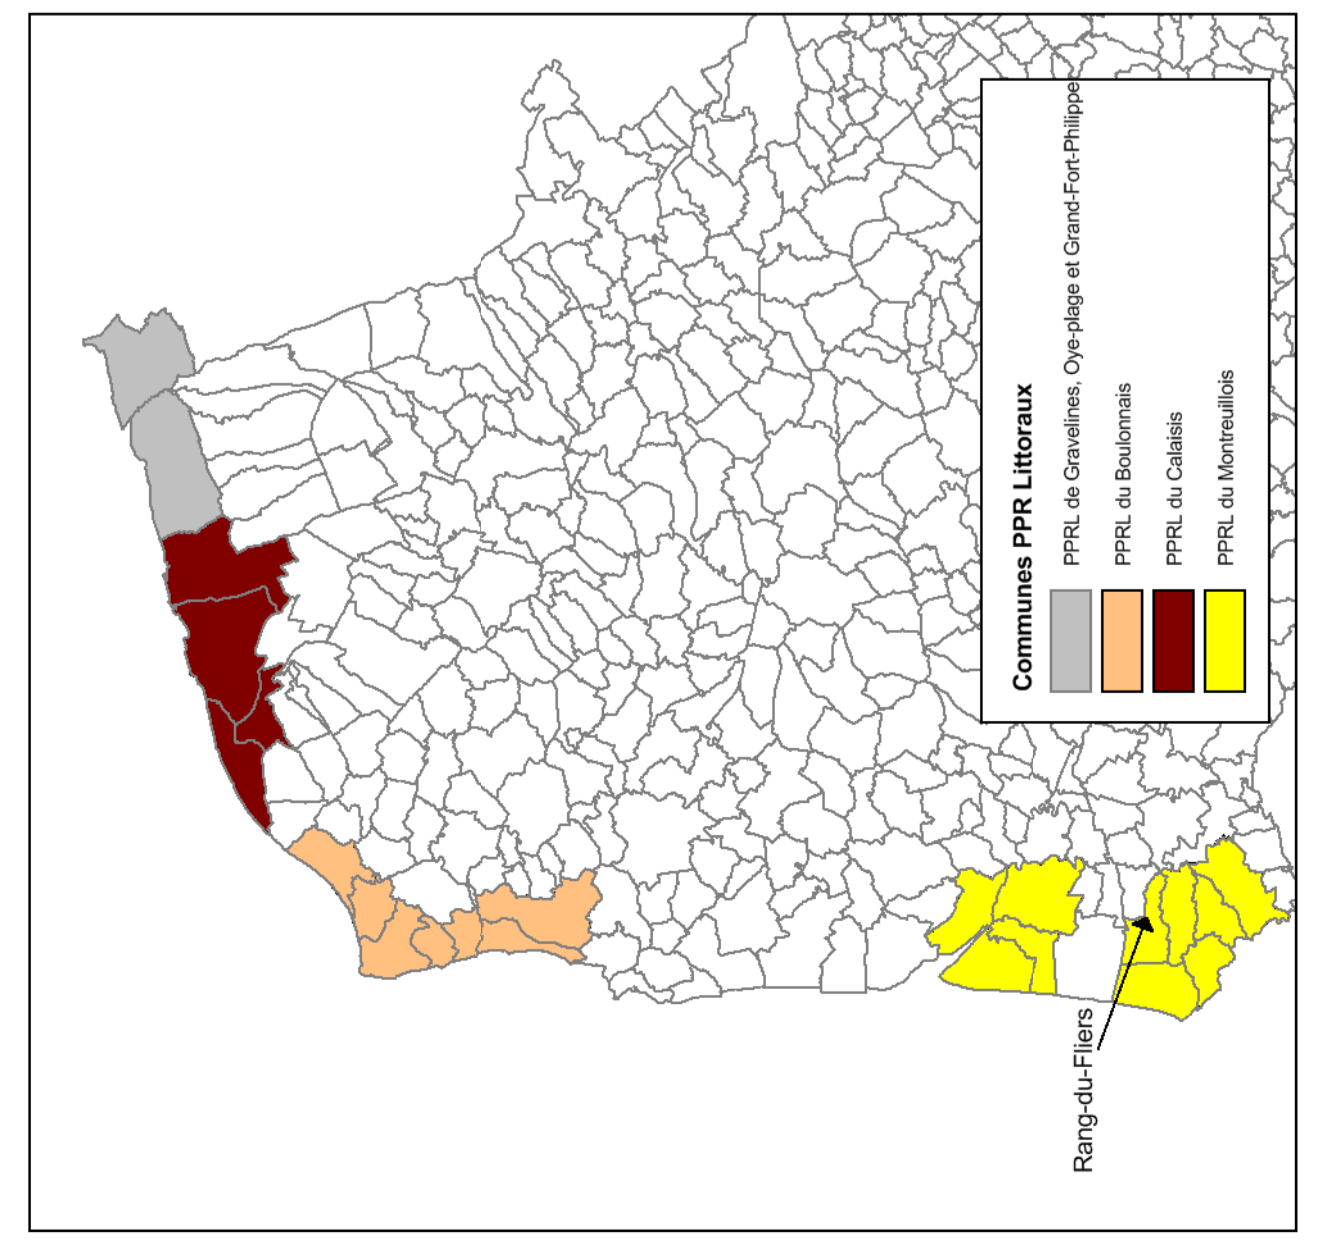 Communes PPR Littoraux
PPRL de Gravelines, Oye-plage et Grand-Fort-Philippe
PPRL du Boulonnais
PPRL du Calaisis
PPRL du Montreuillois
Rang-du-Fliers